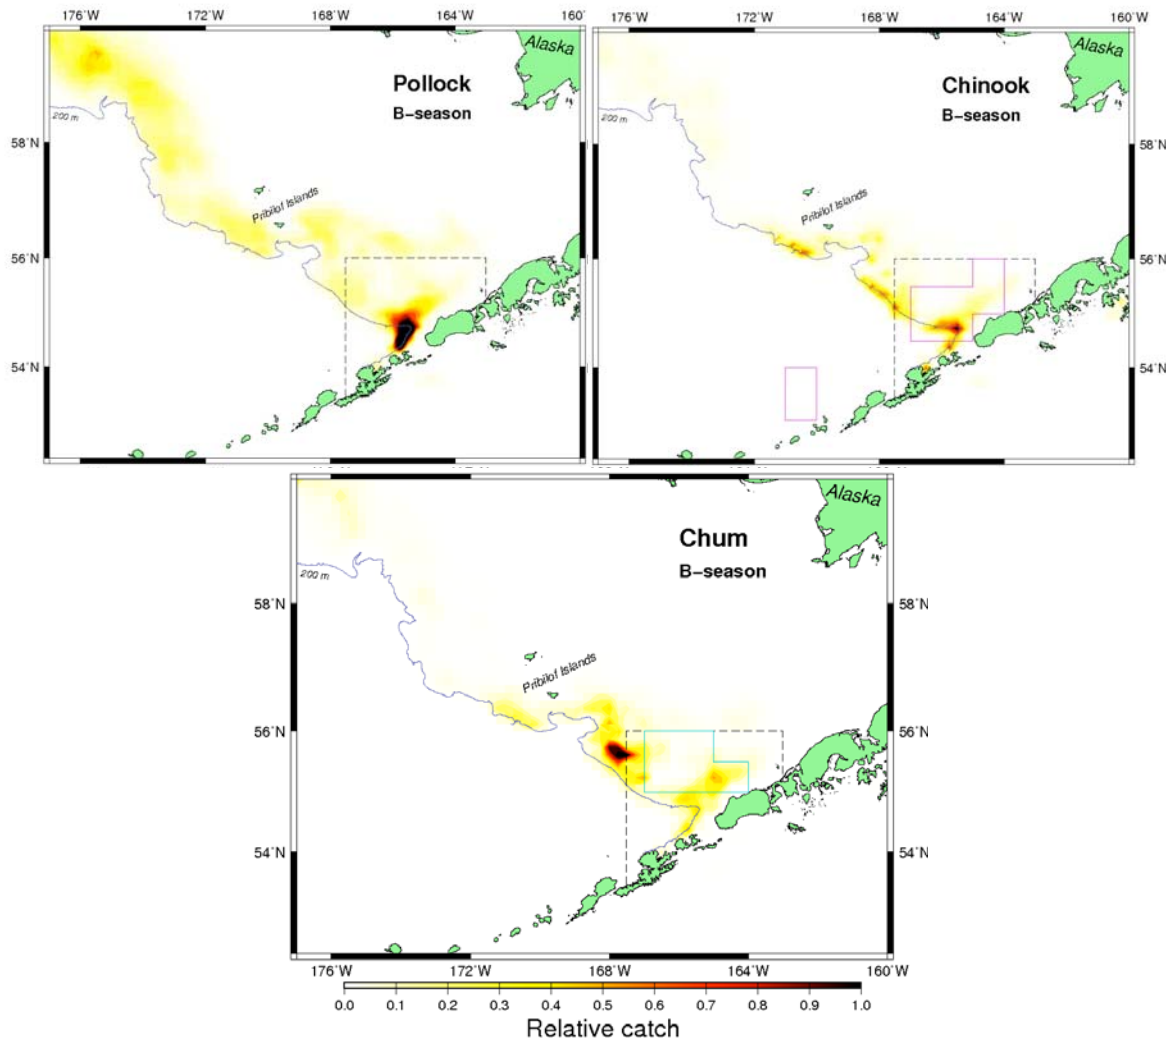 176˚W 172˚W 168˚W 164˚W 160˚
176˚W 172˚W 168˚W 164˚W 160˚W
Alaska
Alaska
Pollock
B−season
Chinook
B−season
200 m
200 m
58˚N
58˚N
58˚N
Pribilof Islands
Pribilof Islands
56˚N
56˚N
56˚N
54˚N
54˚N
54˚N
Alaska
Chum
B−season
200 m
58˚N
58˚N
Pribilof Islands
56˚N
56˚N
54˚N
54˚N
176˚W 172˚W 168˚W 164˚W 160˚W
0.0 0.1 0.2 0.3 0.4 0.5 0.6 0.7 0.8 0.9 1.0
Relative catch